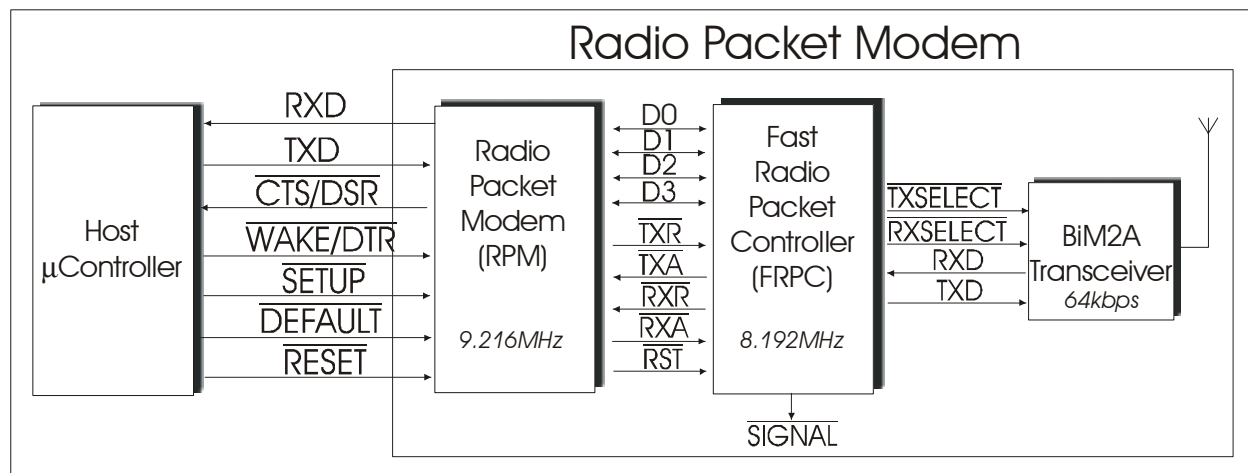 Radio Packet Modem
Host
μController
RXD
TXD
CTS/DSR
WAKE/DTR
SETUP
DEFAULT
RESET
Radio
Packet
Modem
(RPM)
9.216MHz
D0
D1
D2
D3
TXR
TXA
RXR
RXA
RST
Fast
Radio
Packet
Controller
(FRPC)
8.192MHz
SIGNAL
TXSELECT
RXSELECT
RXD
TXD
BiM2A
Transceiver
64kbps